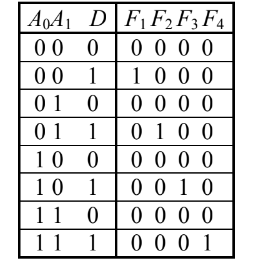 A₀A₁ D F₁ F₂ F₃ F₄
0 0 0 0 0 0 0
0 0 1 1 0 0 0
0 1 0 0 0 0 0
0 1 1 0 1 0 0
1 0 0 0 0 0 0
1 0 1 0 0 1 0
1 1 0 0 0 0 0
1 1 1 0 0 0 1